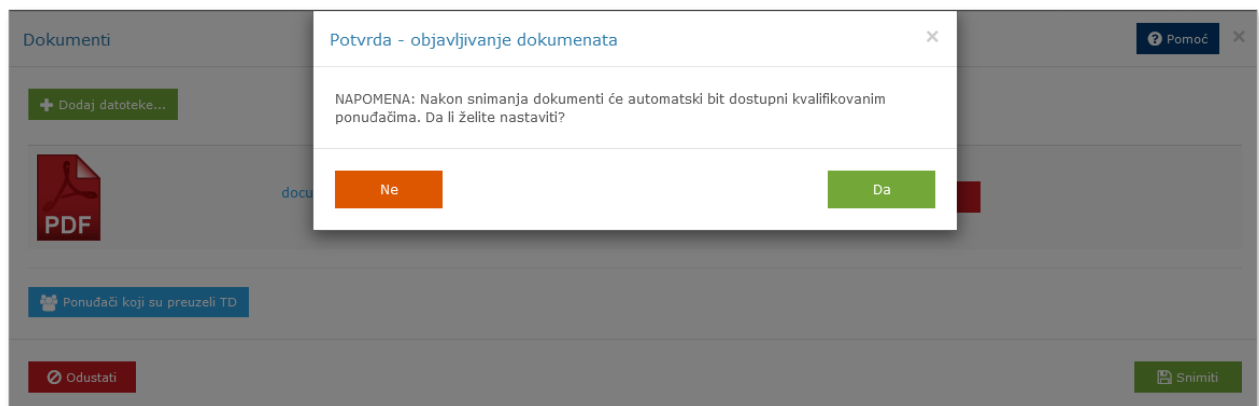 Dokumenti
Potvrda - objavljivanje dokumenata
×
Pomoć
×
Dodaj datoteke...
NAPOMENA: Nakon snimanja dokumenti će automatski bit dostupni kvalifikovanim
ponuđačima. Da li želite nastaviti?
PDF
docu
Ne
Da
Ponuđači koji su preuzeli TD
Odustati
Snimiti